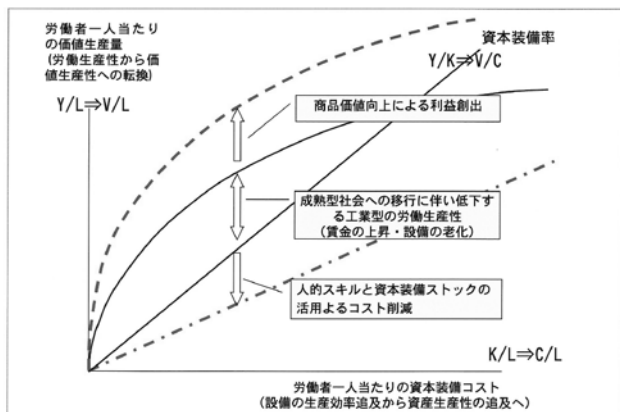 労働者一人当たり
の価値生産量
(労働生産性から価
値生産性への転換)
Y/L⇒V/L
資本装備率
Y/K⇒V/C
商品価値向上による利益創出
成熟型社会への移行に伴い低下す
る工業型の労働生産性
（賃金の上昇・設備の老化）
人的スキルと資本装備ストックの
活用よるコスト削減
K/L⇒C/L
労働者一人当たりの資本装備コスト
(設備の生産効率追及から資産生産性の追及へ)